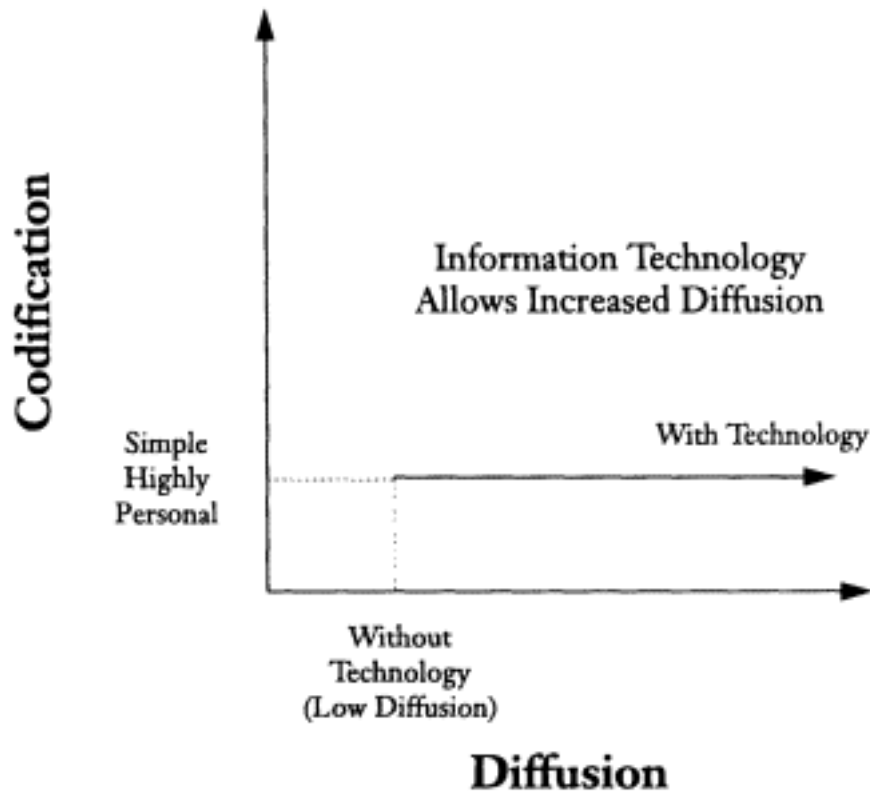 Codification
Information Technology
Allows Increased Diffusion
With Technology
Simple
Highly
Personal
Without
Technology
(Low Diffusion)
Diffusion